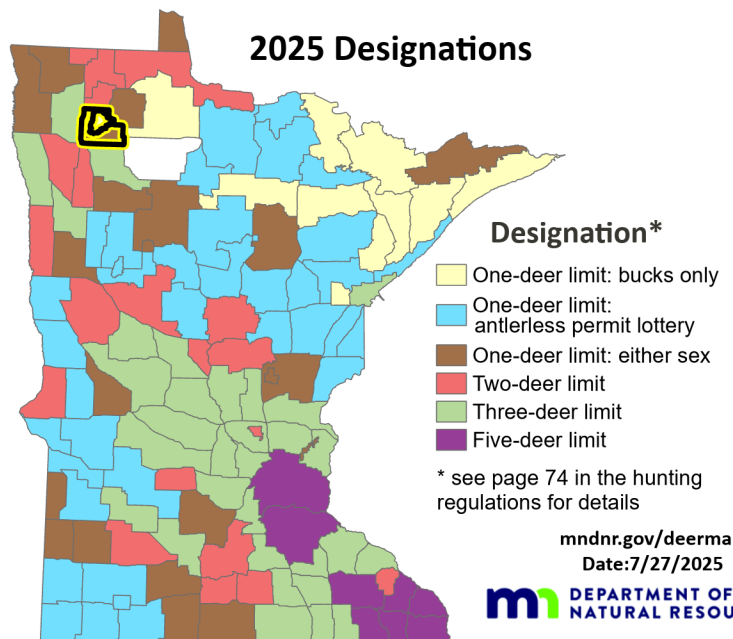 2025 Designations
Designation*
One-deer limit: bucks only
One-deer limit:
antlerless permit lottery
One-deer limit: either sex
Two-deer limit
Three-deer limit
Five-deer limit
* see page 74 in the hunting
regulations for details
mndnr.gov/deerma
Date:7/27/2025
mn DEPARTMENT OF
NATURAL RESOU